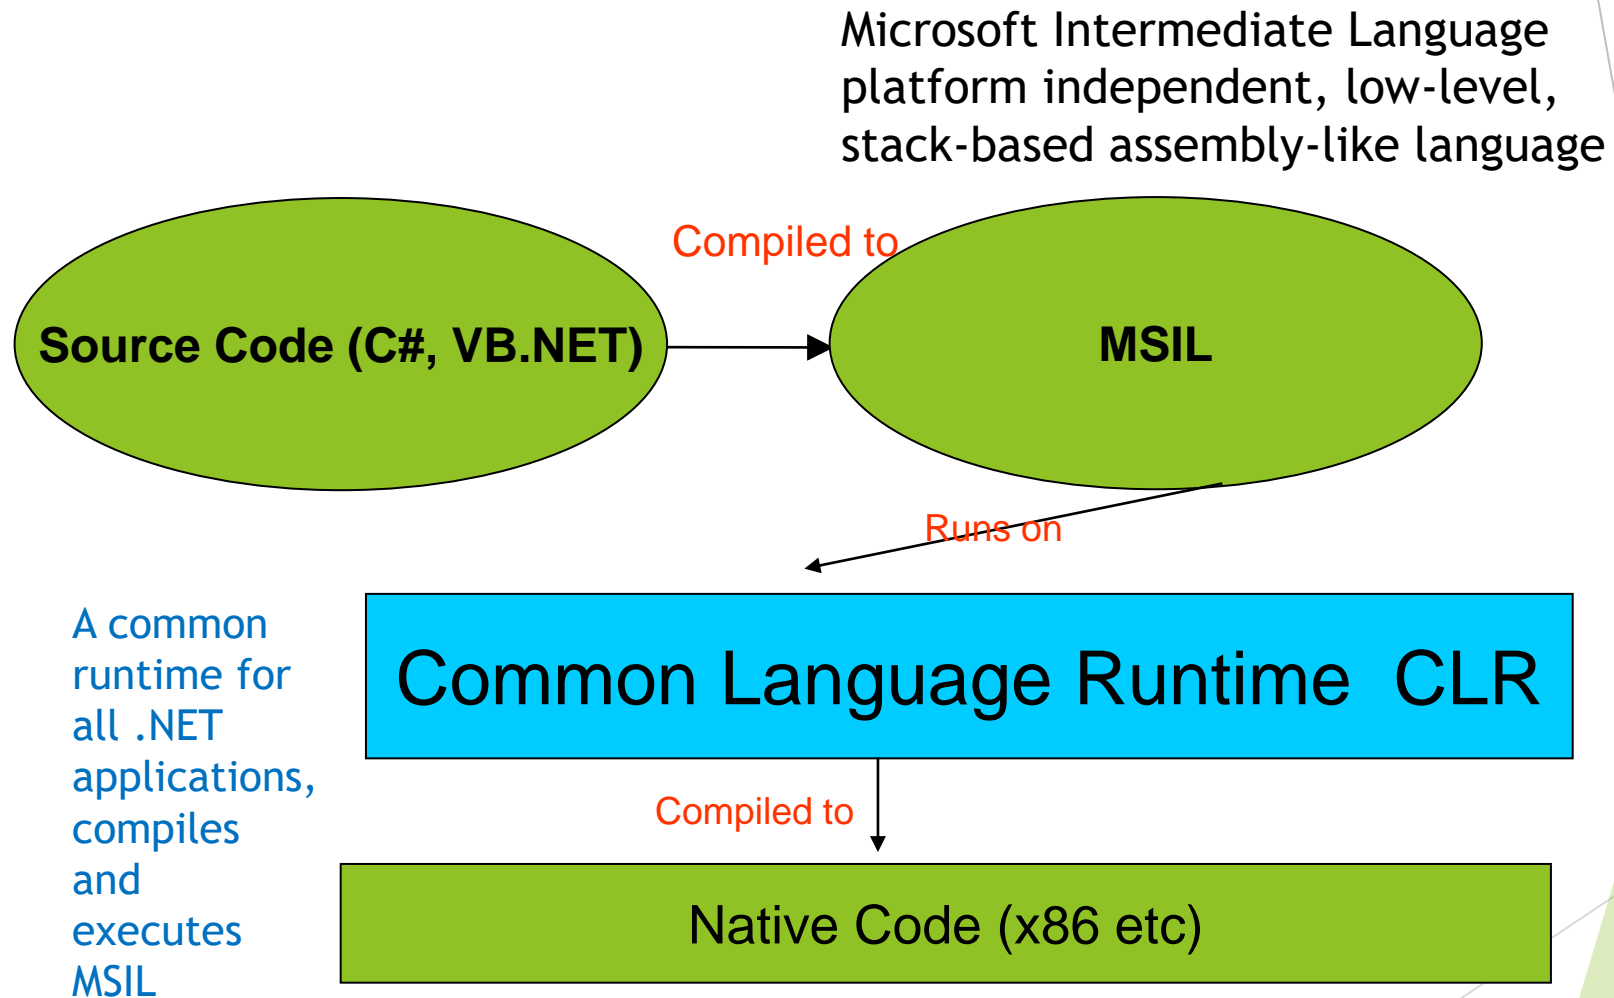 Microsoft Intermediate Language
platform independent, low-level,
stack-based assembly-like language
Compiled to
Source Code (C#, VB.NET)
MSIL
Runs on
A common
runtime for
all .NET
applications,
compiles
and
executes
MSIL
Common Language Runtime  CLR
Compiled to
Native Code (x86 etc)